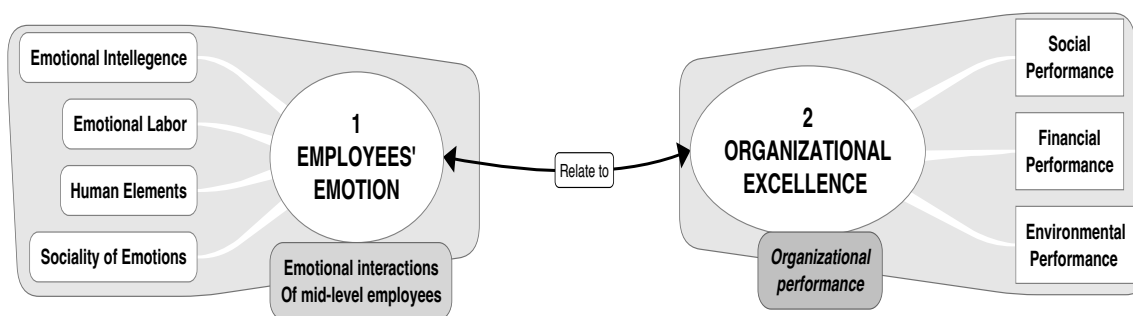 Emotional Intellegence
Emotional Labor
Human Elements
Sociality of Emotions
1
EMPLOYEES'
EMOTION
Emotional interactions
Of mid-level employees
Relate to
2
ORGANIZATIONAL
EXCELLENCE
Organizational
performance
Social
Performance
Financial
Performance
Environmental
Performance